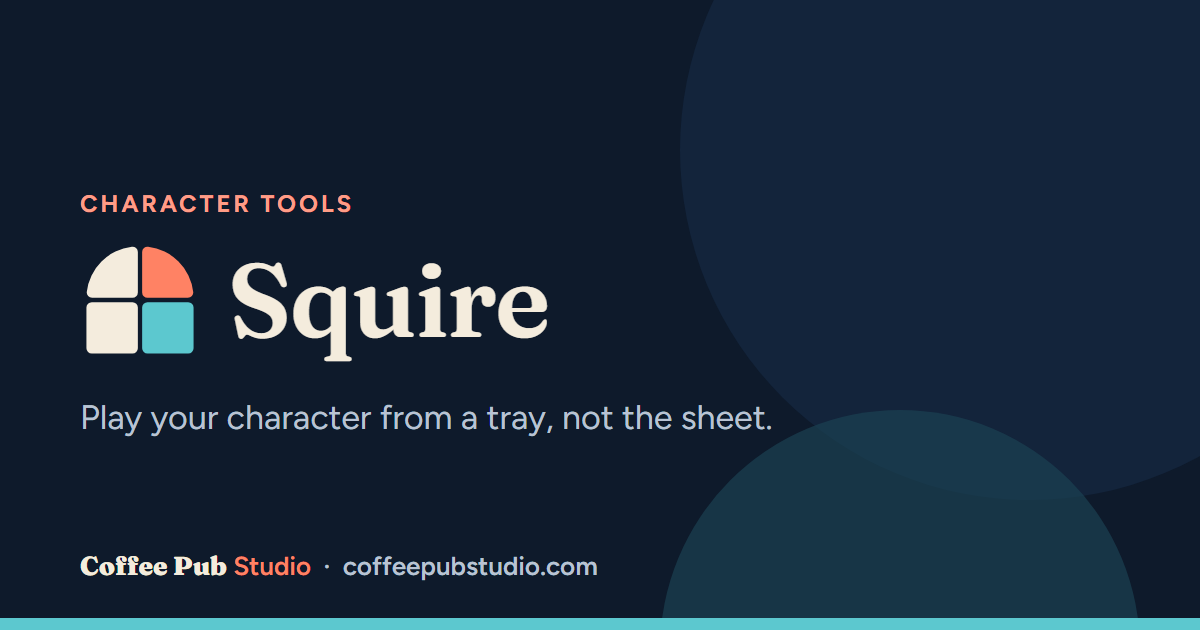 CHARACTER TOOLS
Squire
Play your character from a tray, not the sheet.
Coffee Pub Studio · coffeepubstudio.com